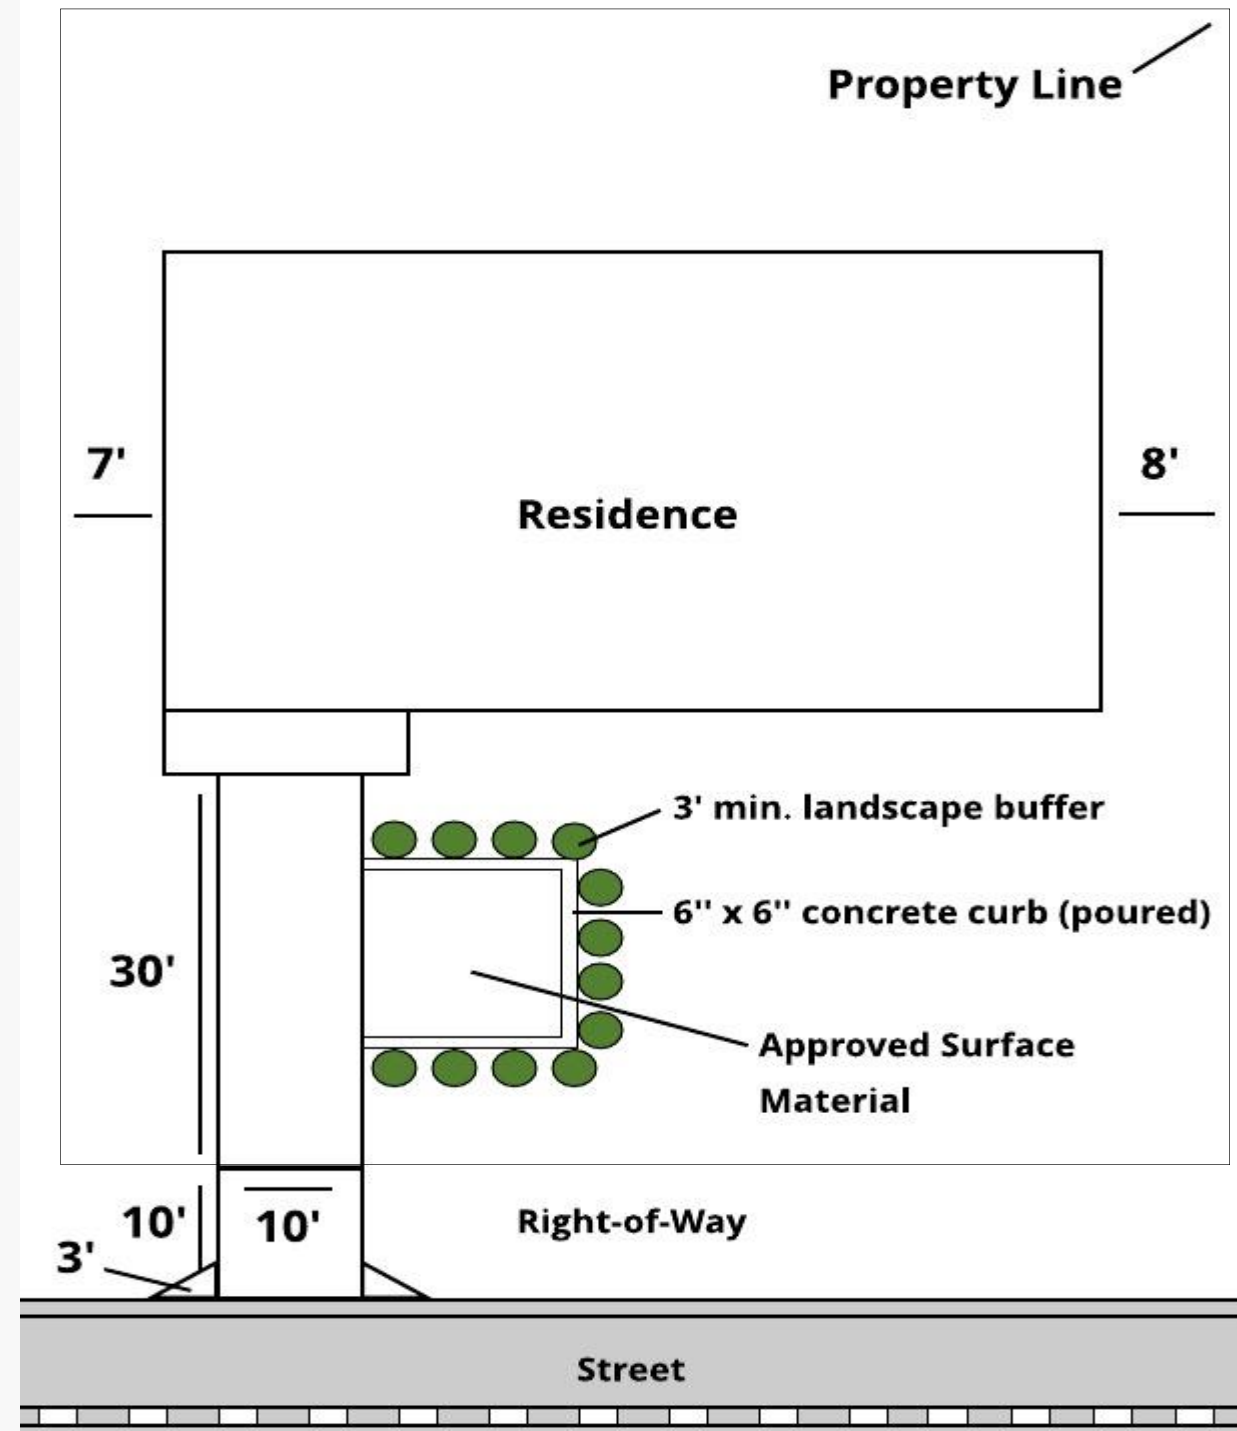 Property Line
7'
8'
Residence
3' min. landscape buffer
6'' x 6'' concrete curb (poured)
30'
Approved Surface
Material
10'
10'
Right-of-Way
3'
Street